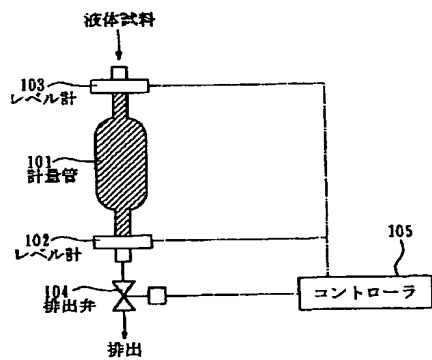 液体試料
103
レベル計
101
計量管
102
レベル計
104
排出弁
105
コントローラ
排出